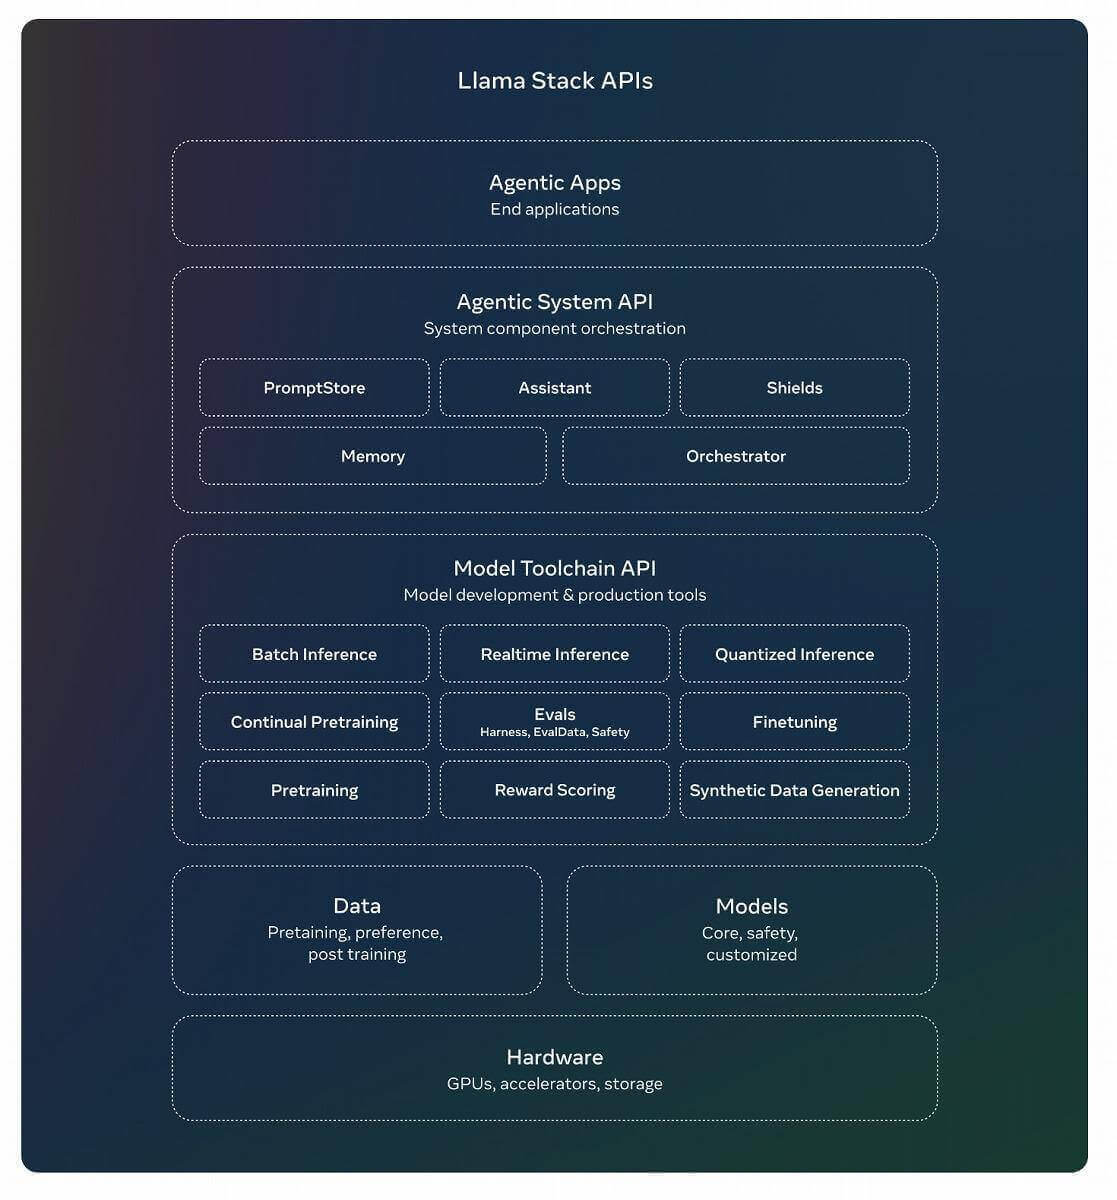 Llama Stack APIs
Agentic Apps
End applications
Agentic System API
System component orchestration
PromptStore
Assistant
Shields
Memory
Orchestrator
Model Toolchain API
Model development & production tools
Batch Inference
Realtime Inference
Quantized Inference
Continual Pretraining
Evals
Harness, EvalData, Safety
Finetuning
Pretraining
Reward Scoring
Synthetic Data Generation
Data
Pretaining, preference,
post training
Models
Core, safety,
customized
Hardware
GPUs, accelerators, storage